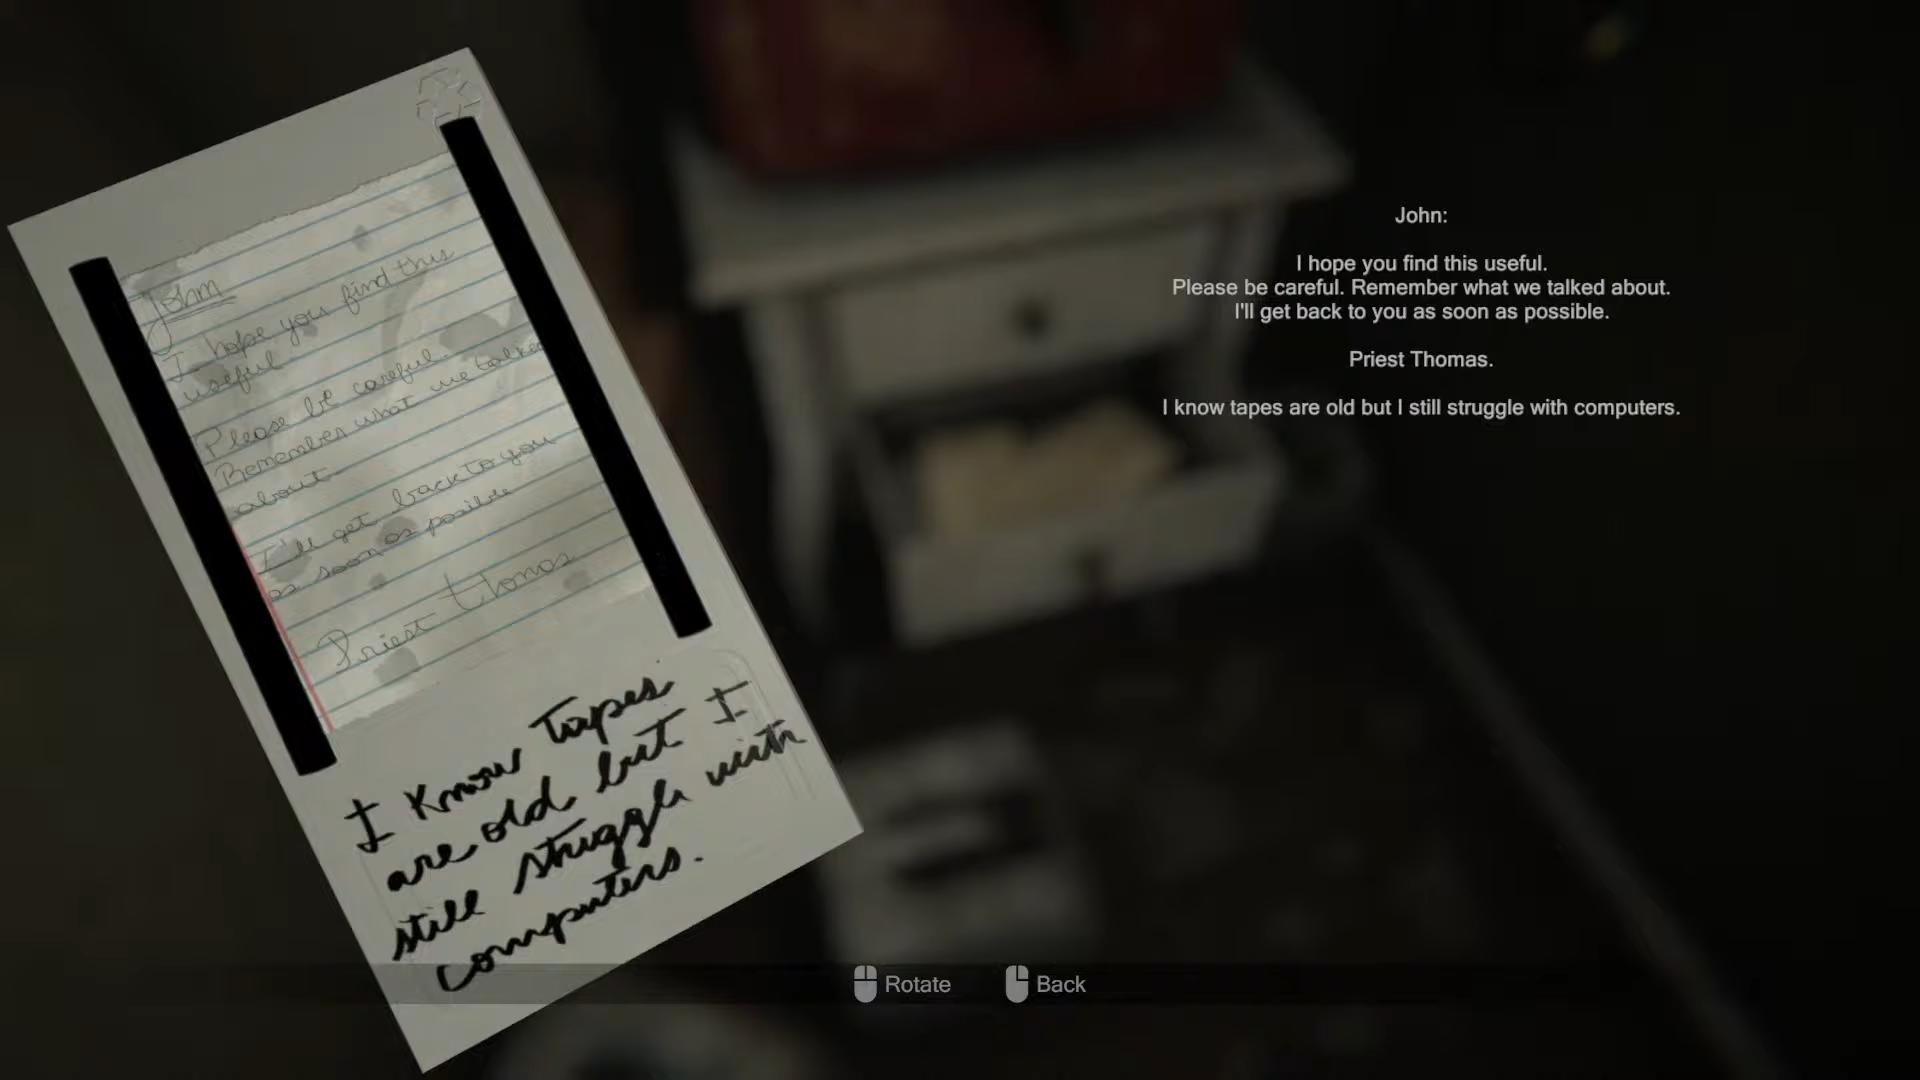 John
I hope you find this
useful
Please be careful.
Remember what we talked
about
I'll get back to you
as soon as posible
Priest Thomas
I know tapes
are old but I
still struggle with
computers.
John:
I hope you find this useful.
Please be careful. Remember what we talked about.
I'll get back to you as soon as possible.
Priest Thomas.
I know tapes are old but I still struggle with computers.
Rotate
Back